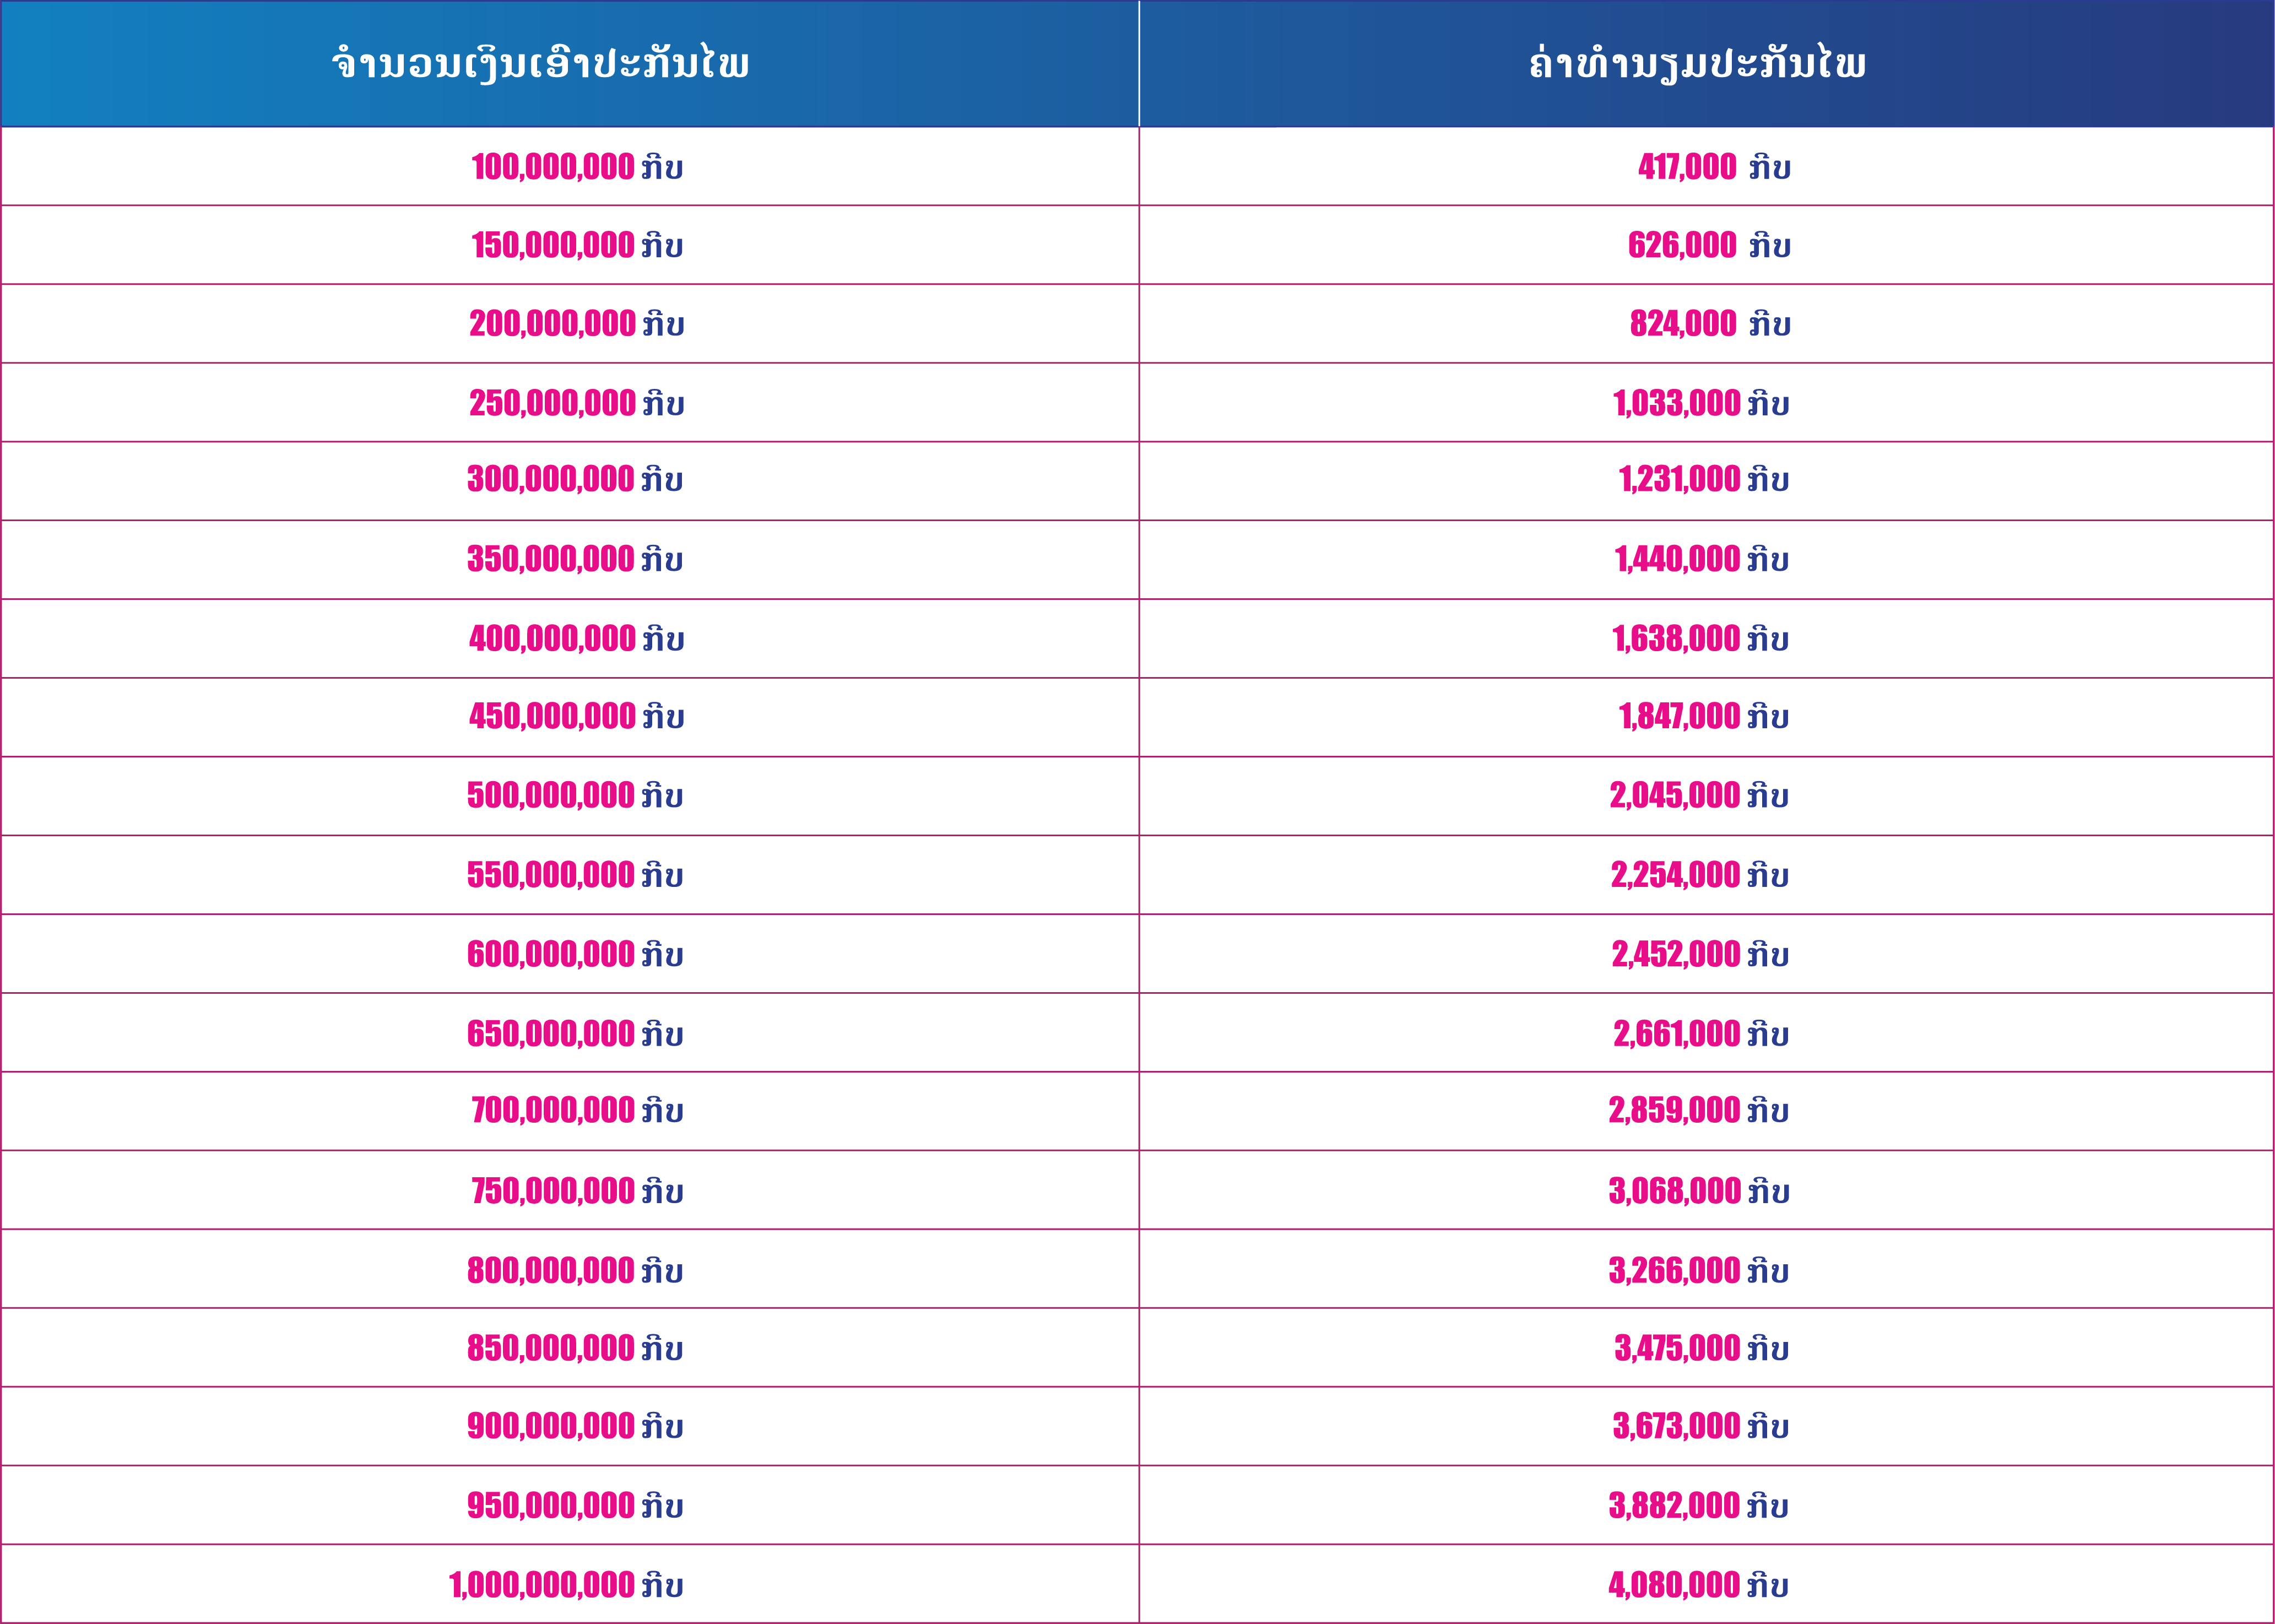 ຈຳນວນເງິນເອົາປະກັນໄພ ຄ່າທຳນຽມປະກັນໄພ
100,000,000 ກີບ 417,000 ກີບ
150,000,000 ກີບ 626,000 ກີບ
200,000,000 ກີບ 824,000 ກີບ
250,000,000 ກີບ 1,033,000 ກີບ
300,000,000 ກີບ 1,231,000 ກີບ
350,000,000 ກີບ 1,440,000 ກີບ
400,000,000 ກີບ 1,638,000 ກີບ
450,000,000 ກີບ 1,847,000 ກີບ
500,000,000 ກີບ 2,045,000 ກີບ
550,000,000 ກີບ 2,254,000 ກີບ
600,000,000 ກີບ 2,452,000 ກີບ
650,000,000 ກີບ 2,661,000 ກີບ
700,000,000 ກີບ 2,859,000 ກີບ
750,000,000 ກີບ 3,068,000 ກີບ
800,000,000 ກີບ 3,266,000 ກີບ
850,000,000 ກີບ 3,475,000 ກີບ
900,000,000 ກີບ 3,673,000 ກີບ
950,000,000 ກີບ 3,882,000 ກີບ
1,000,000,000 ກີບ 4,080,000 ກີບ